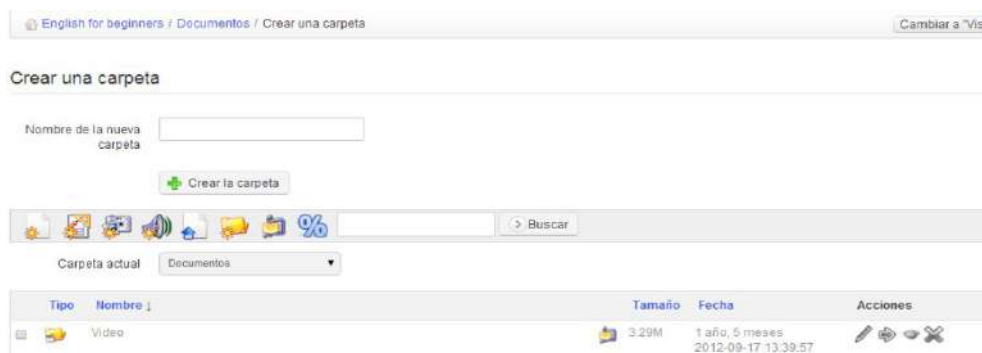 English for beginners / Documentos / Crear una carpeta
Cambiar a "Vis
Crear una carpeta
Nombre de la nueva
carpeta
Crear la carpeta
%
Buscar
Carpeta actual Documentos
Tipo Nombre ↓ Tamaño Fecha Acciones
Video 3.29M 1 año, 5 meses
2012-09-17 13:39:57